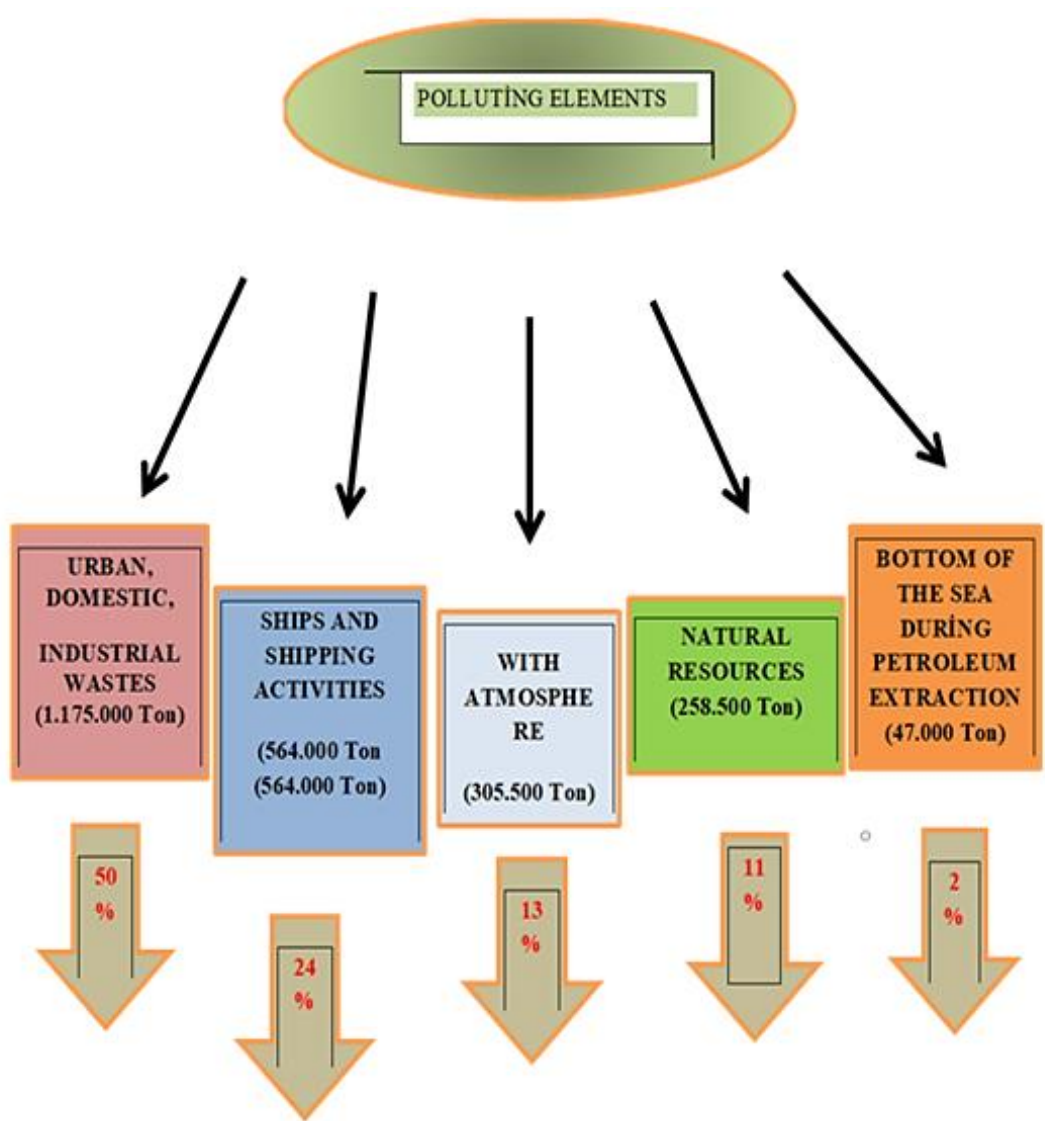 POLLUTİNG ELEMENTS
URBAN,
DOMESTIC,
INDUSTRIAL
WASTES
(1.175.000 Ton)
SHIPS AND
SHIPPING
ACTIVITIES
(564.000 Ton
(564.000 Ton)
WITH
ATMOSPHE
RE
(305.500 Ton)
NATURAL
RESOURCES
(258.500 Ton)
BOTTOM OF
THE SEA
DURİNG
PETROLEUM
EXTRACTION
(47.000 Ton)
50
%
24
%
13
%
11
%
2
%